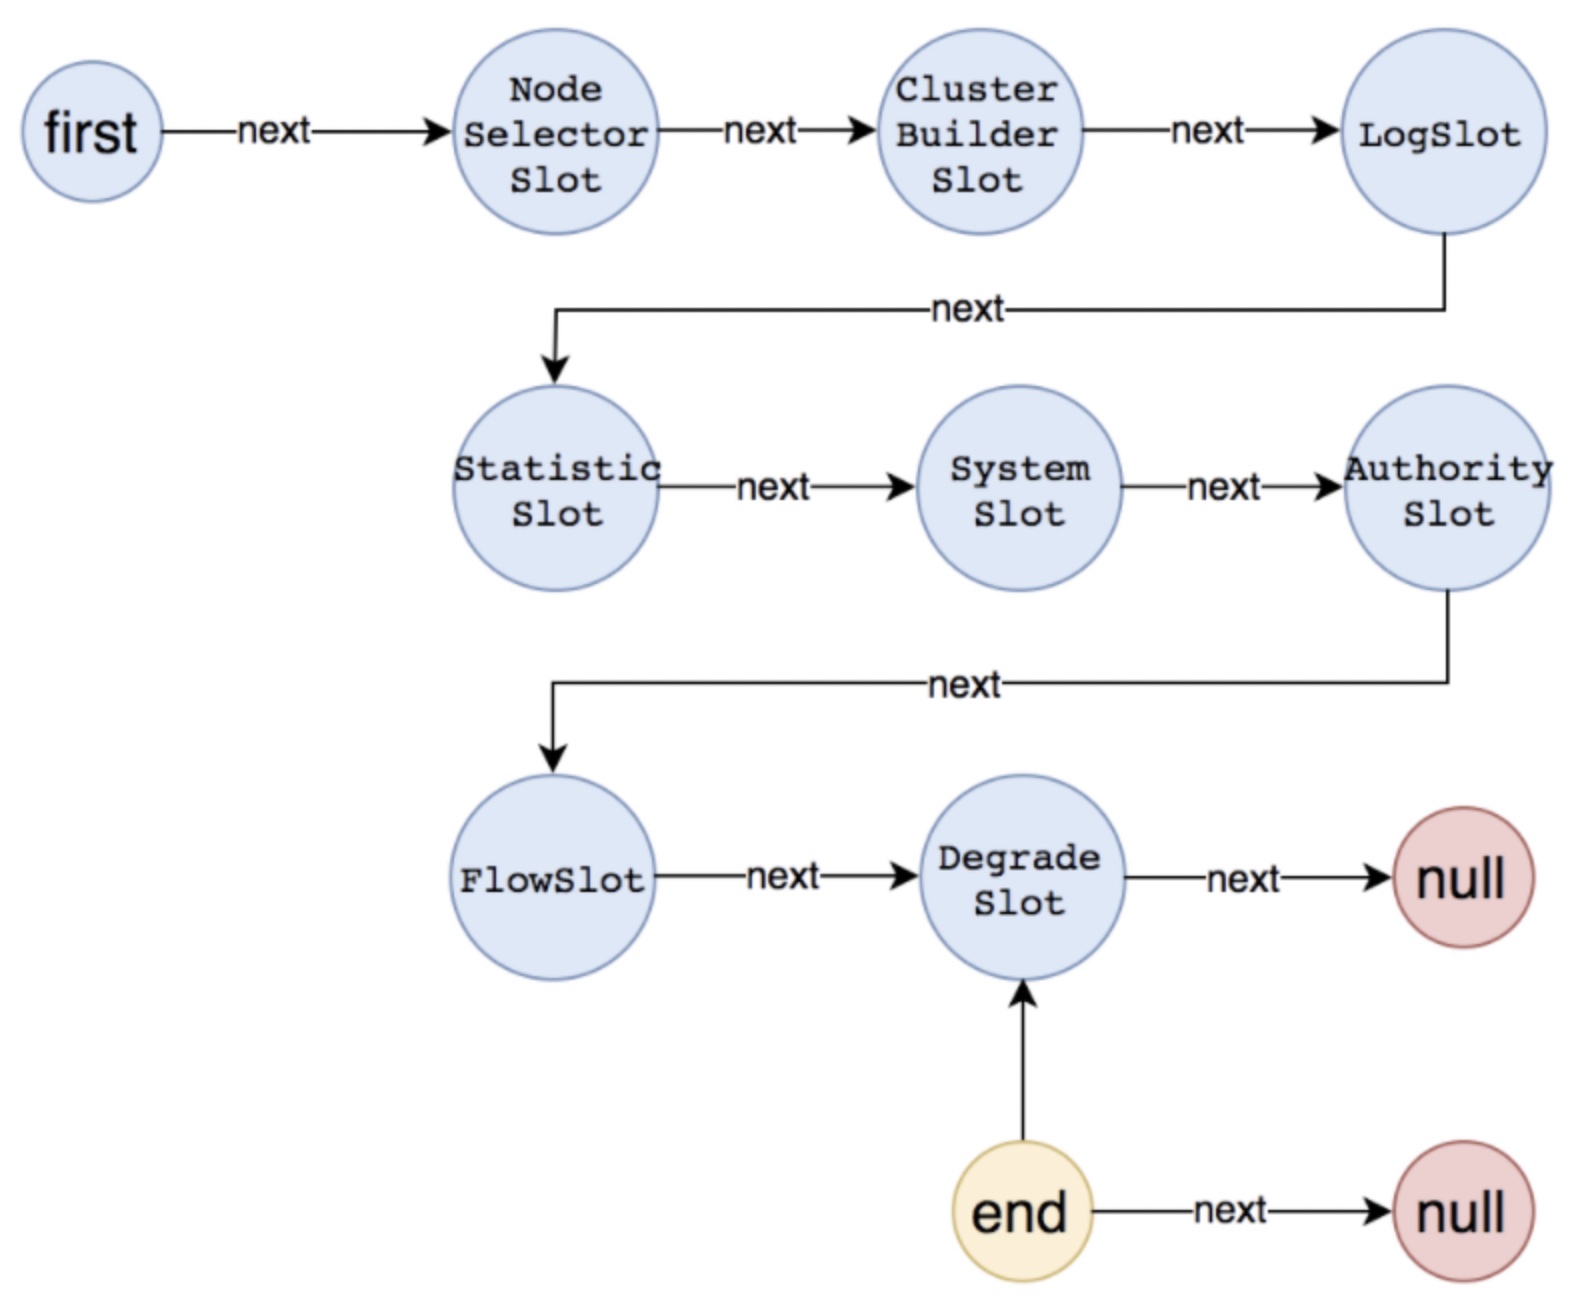 first
next
Node
Selector
Slot
next
Cluster
Builder
Slot
next
LogSlot
next
Statistic
Slot
next
System
Slot
next
Authority
Slot
next
FlowSlot
next
Degrade
Slot
next
null
end
next
null